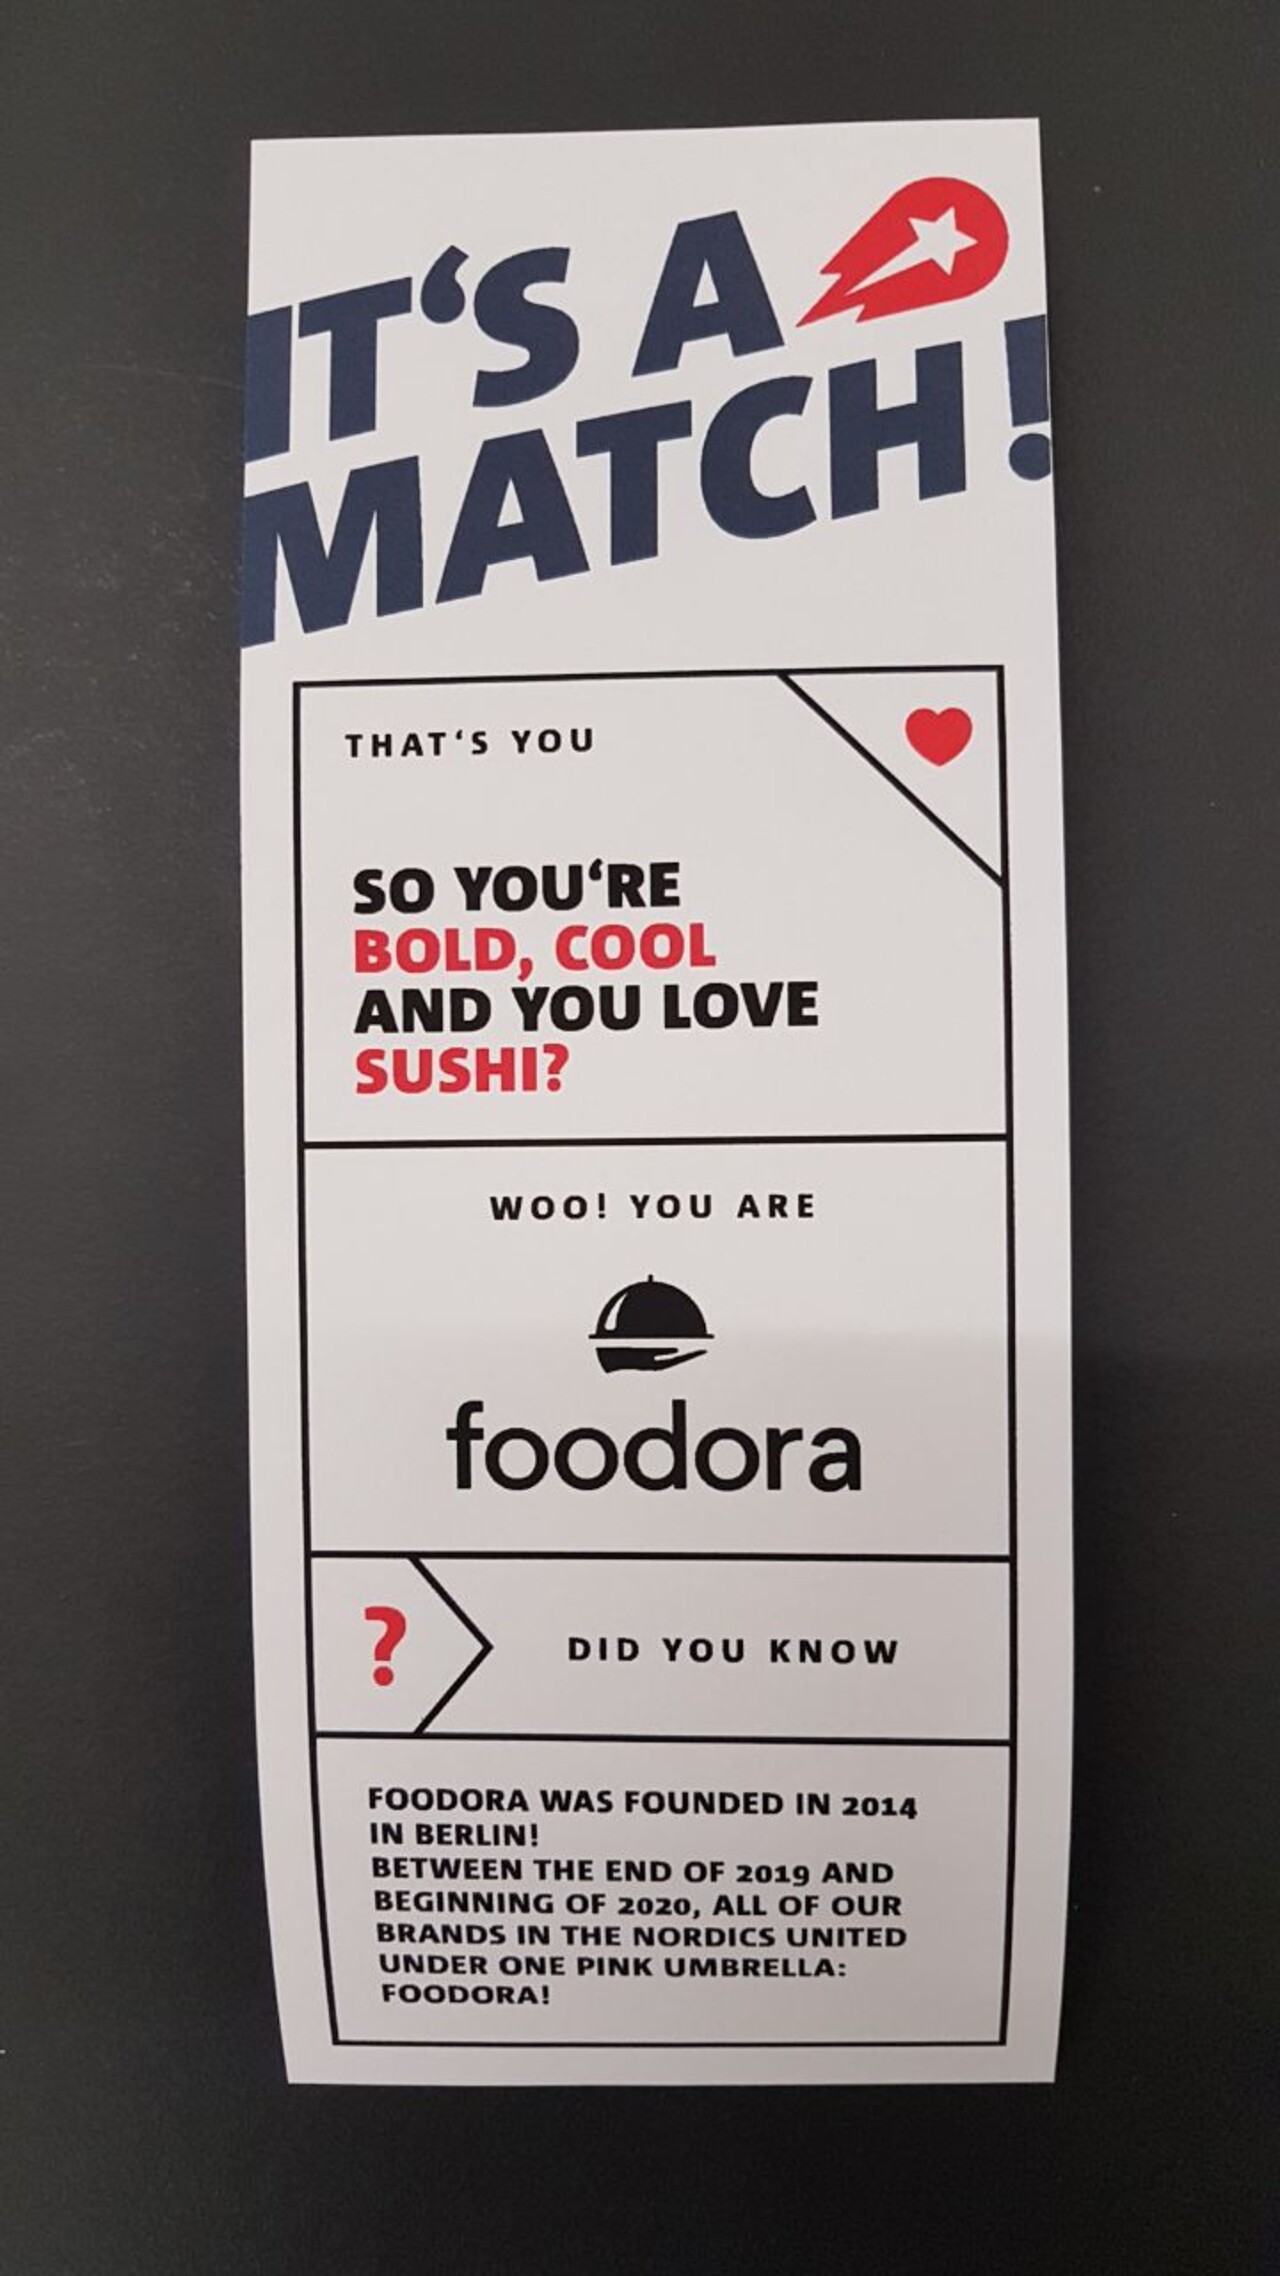 IT‘S A
MATCH!
THAT‘S YOU
SO YOU‘RE
BOLD, COOL
AND YOU LOVE
SUSHI?
WOO! YOU ARE
foodora
?
DID YOU KNOW
FOODORA WAS FOUNDED IN 2014
IN BERLIN!
BETWEEN THE END OF 2019 AND
BEGINNING OF 2020, ALL OF OUR
BRANDS IN THE NORDICS UNITED
UNDER ONE PINK UMBRELLA:
FOODORA!